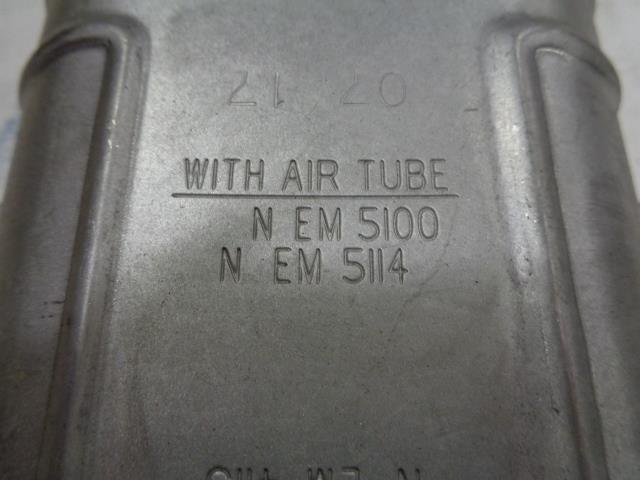 WITH AIR TUBE
N EM 5100
N EM 5114